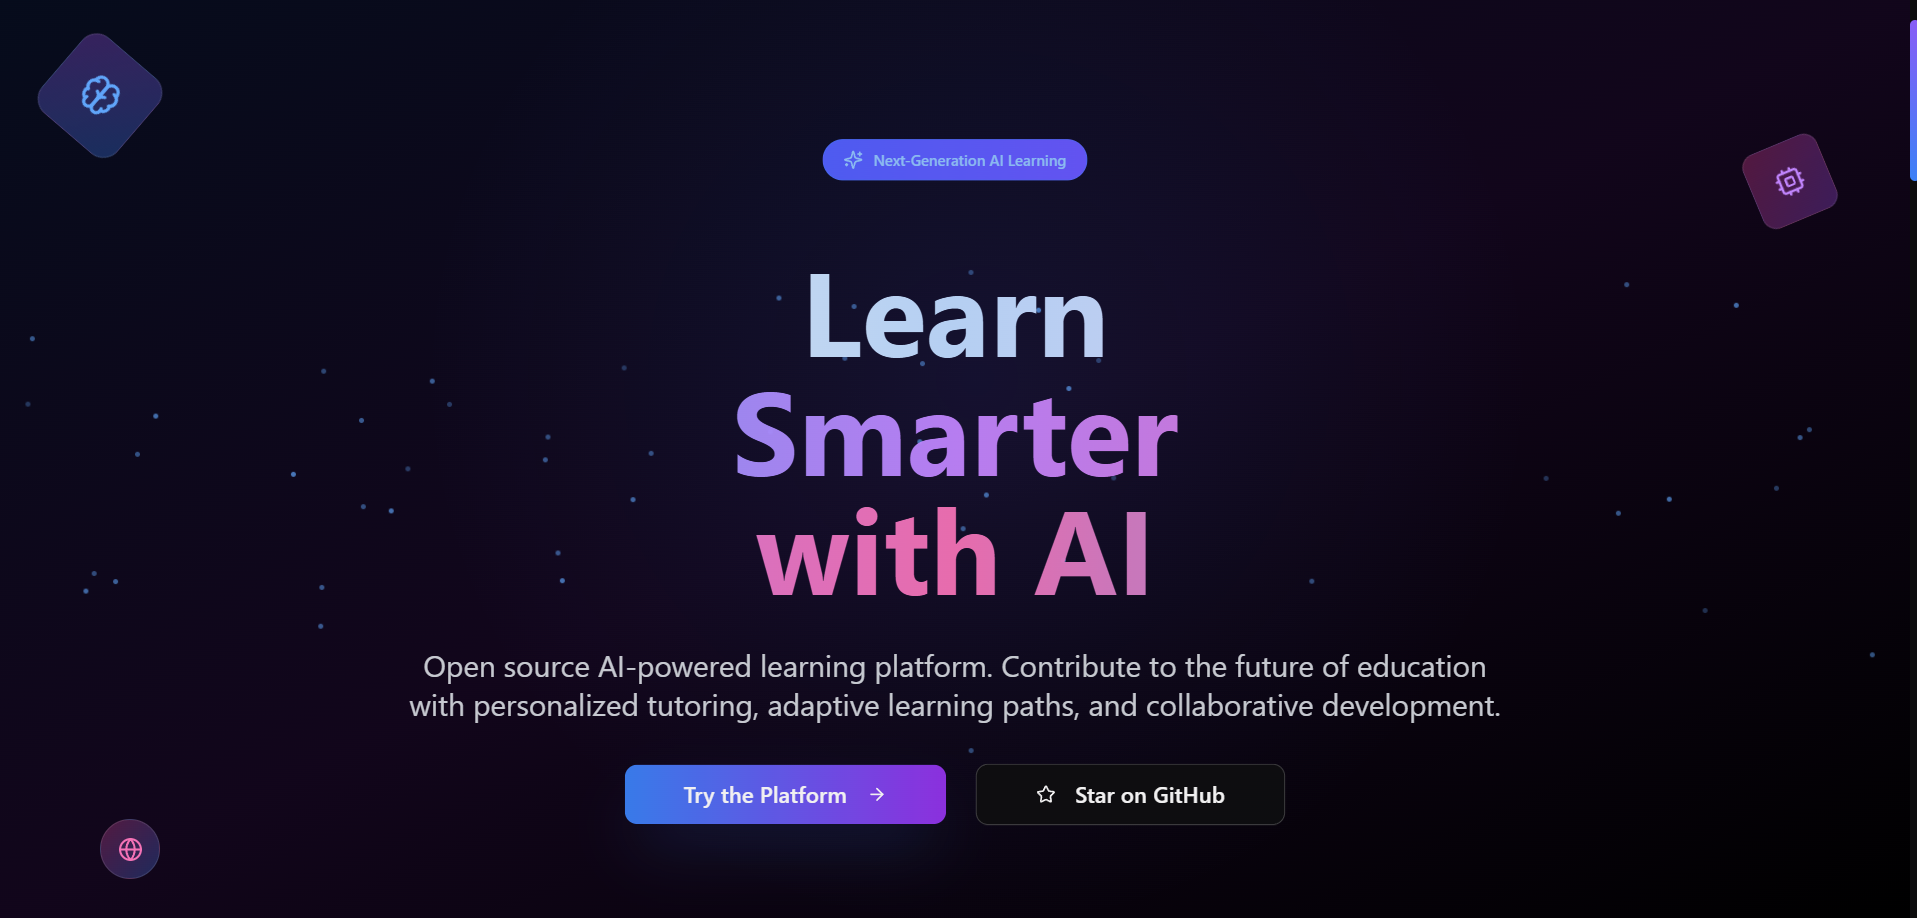 Next-Generation AI Learning
Learn
Smarter
with AI
Open source AI-powered learning platform. Contribute to the future of education
with personalized tutoring, adaptive learning paths, and collaborative development.
Try the Platform
Star on GitHub